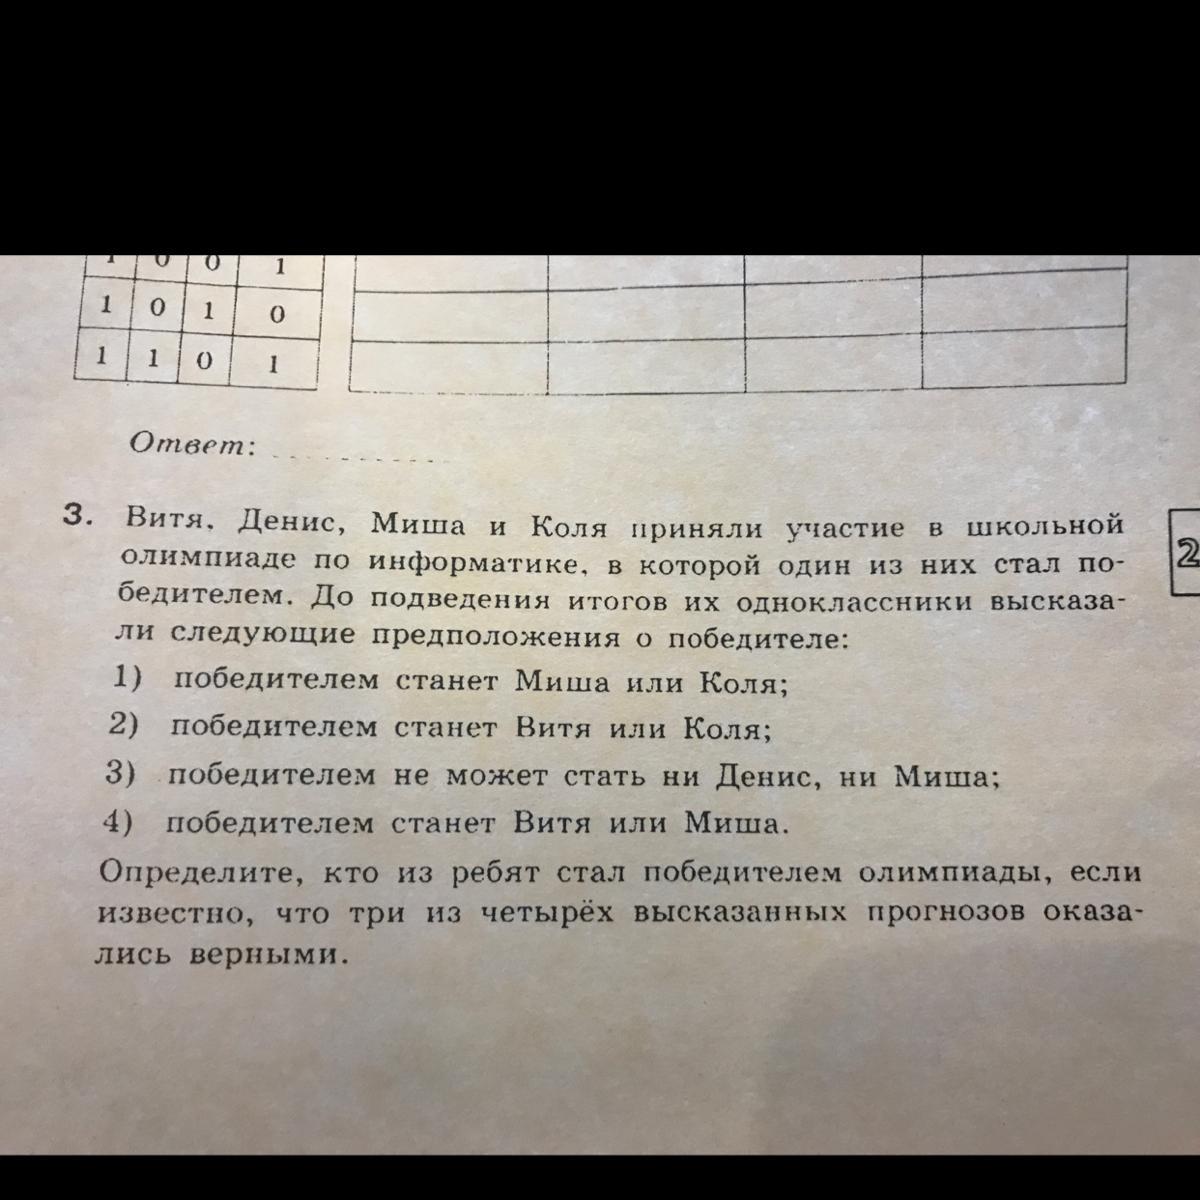 1 0 0 1
1 0 1 0
1 1 0 1
Ответ:
3. Витя, Денис, Миша и Коля приняли участие в школьной
олимпиаде по информатике, в которой один из них стал по-
бедителем. До подведения итогов их одноклассники высказа-
ли следующие предположения о победителе:
1) победителем станет Миша или Коля;
2) победителем станет Витя или Коля;
3) победителем не может стать ни Денис, ни Миша;
4) победителем станет Витя или Миша.
Определите, кто из ребят стал победителем олимпиады, если
известно, что три из четырёх высказанных прогнозов оказа-
лись верными.
2